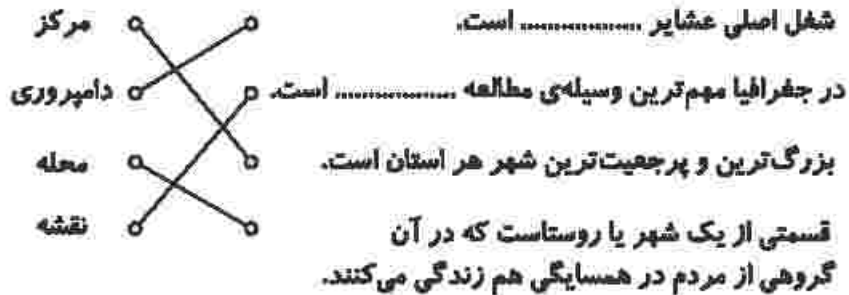 شغل اصلی عشایر .................. است.
مرکز
در جغرافیا مهم‌ترین وسیله‌ی مطالعه .................. است.
دامپروری
بزرگ‌ترین و پرجمعیت‌ترین شهر هر استان است.
محله
قسمتی از یک شهر یا روستاست که در آن
گروهی از مردم در همسایگی هم زندگی می‌کنند.
نقشه